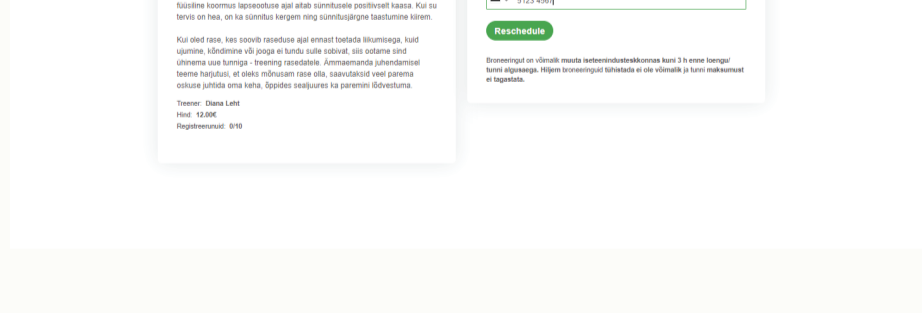 füüsiline koormus lapseootuse ajal aitab sünnitusele positiivselt kaasa. Kui su
tervis on hea, on ka sünnitus kergem ning sünnitusjärgne taastumine kiirem.
Kui oled rase, kes soovib raseduse ajal ennast toetada liikumisega, kuid
ujumine, kõndimine või jooga ei tundu sulle sobivat, siis ootame sind
ühinema uue tunniga - treening rasedatele. Ämmaemanda juhendamisel
teeme harjutusi, et oleks mõnusam rase olla, saavutaksid veel parema
oskuse juhtida oma keha, õppides sealjuures ka paremini lõdvestuma.
Treener: Diana Leht
Hind: 12.00€
Registreerunuid: 0/10
5123 4567
Reschedule
Broneeringut on võimalik muuta iseteenindusteskkonnas kuni 3 h enne loengu/
tunni algusaega. Hiljem broneeringuid tühistada ei ole võimalik ja tunni maksumust
ei tagastata.